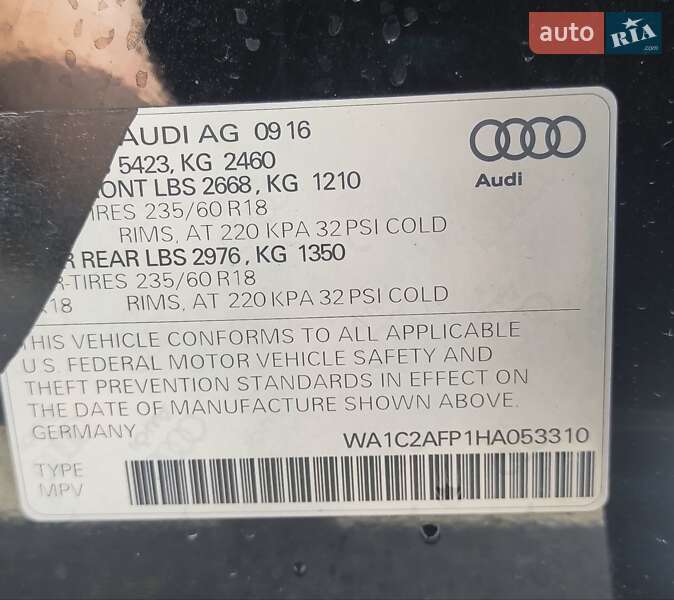 auto RIA.com
AUDI AG 09 16
5423, KG 2460
LBS 2668, KG 1210
235/60 R18
RIMS, AT 220 KPA 32 PSI COLD
REAR LBS 2976, KG 1350
-TIRES 235/60 R18
R18 RIMS, AT 220 KPA 32 PSI COLD
THIS VEHICLE CONFORMS TO ALL APPLICABLE
U.S. FEDERAL MOTOR VEHICLE SAFETY AND
THEFT PREVENTION STANDARDS IN EFFECT ON
THE DATE OF MANUFACTURE SHOWN ABOVE.
GERMANY
WA1C2AFP1HA053310
TYPE
MPV
Audi